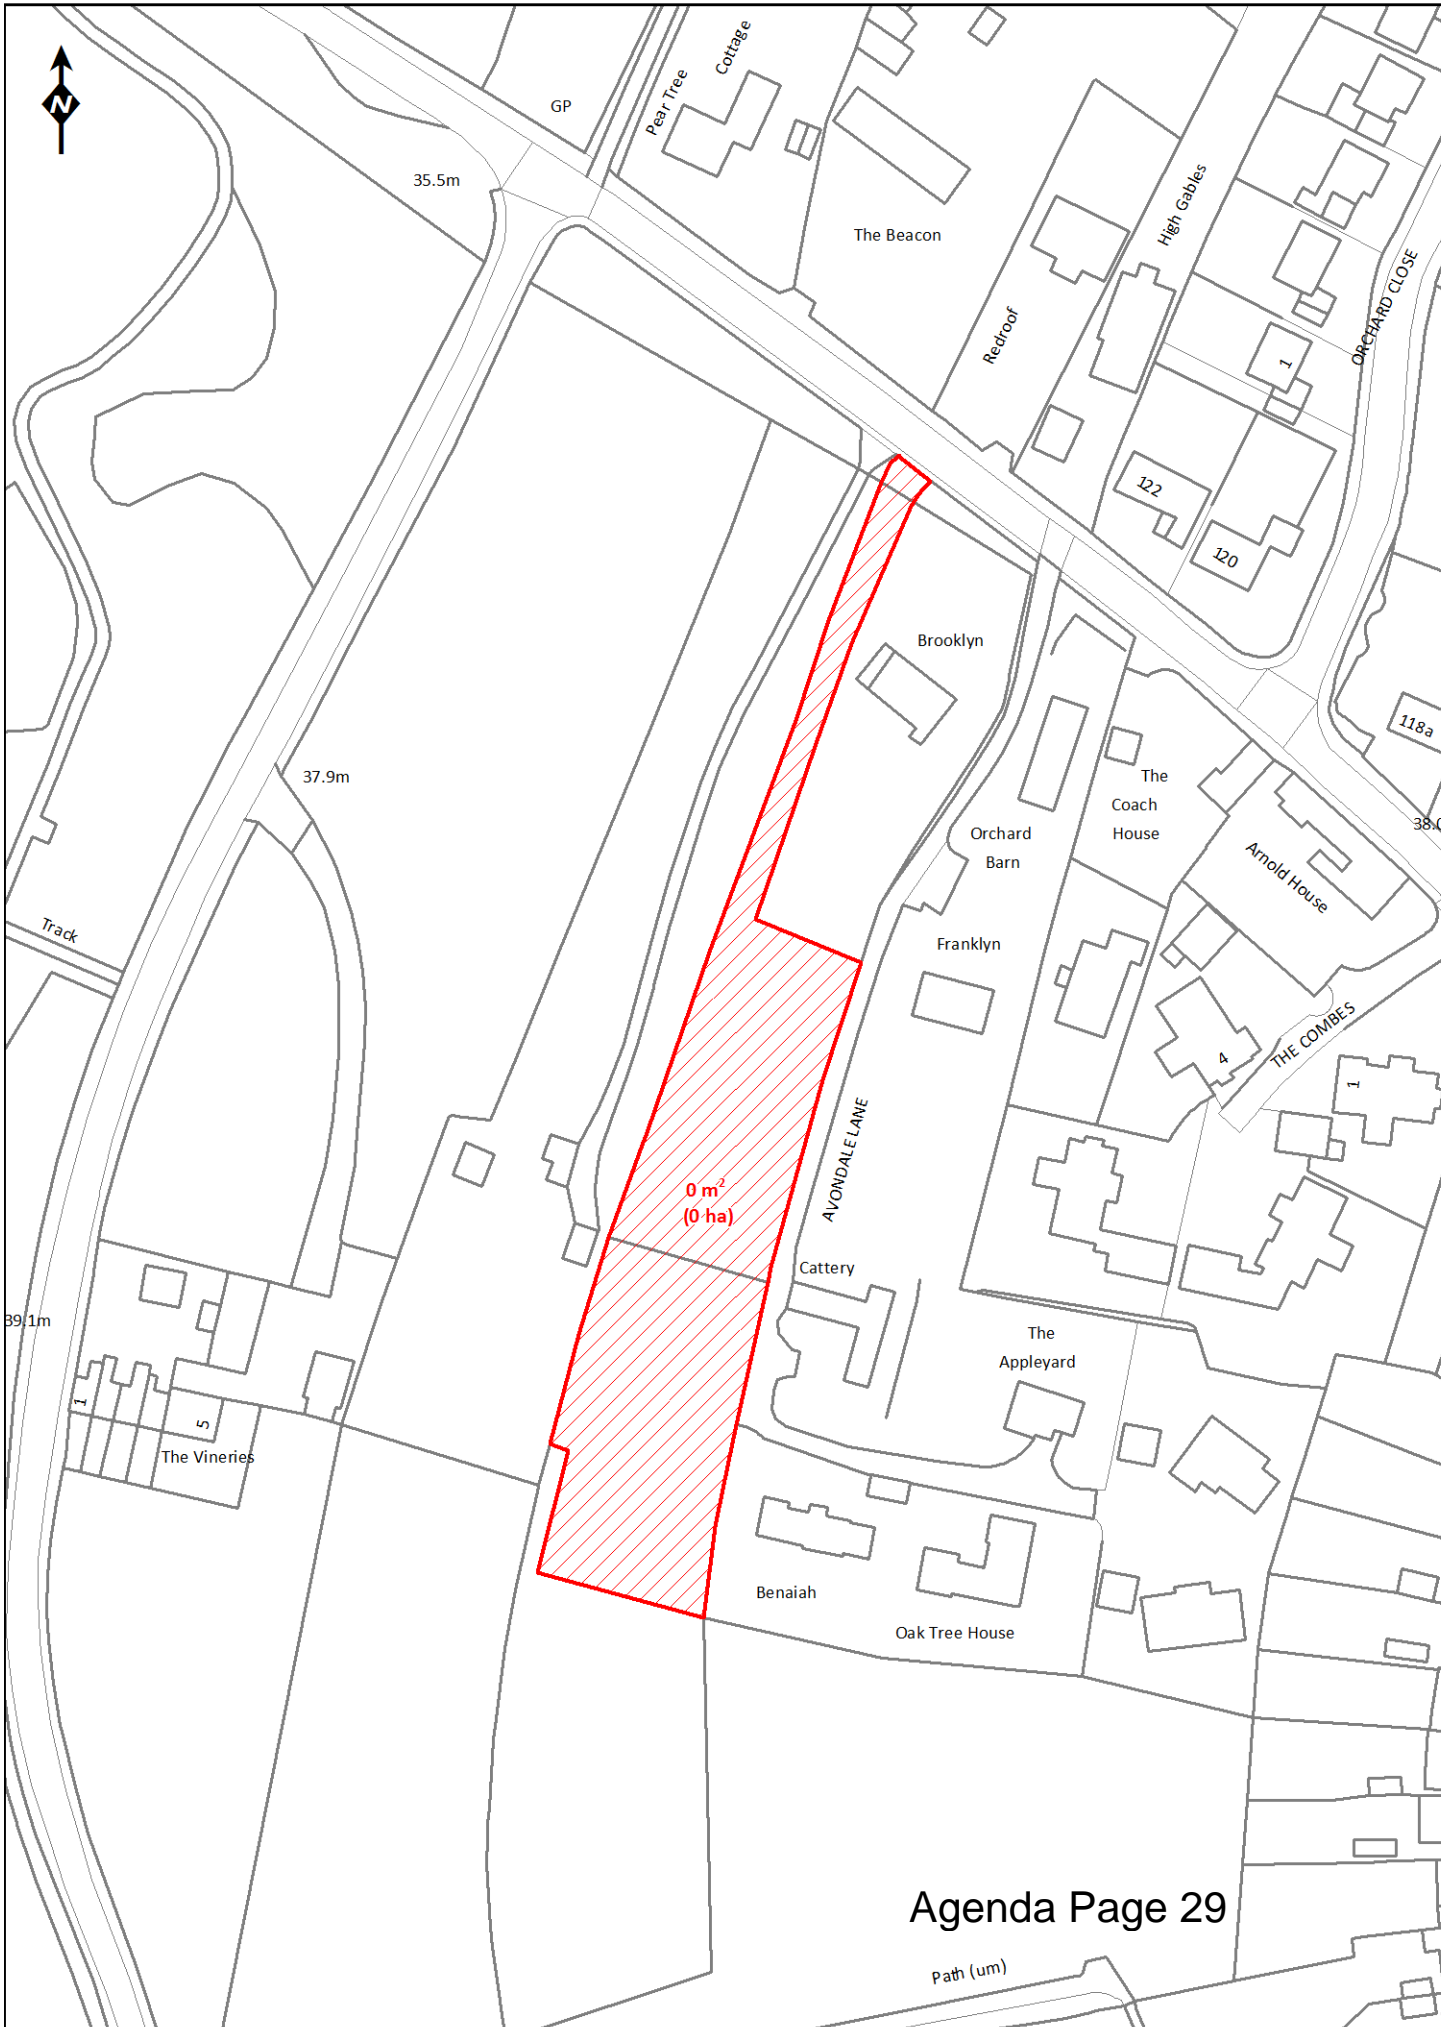 N
GP
Pear Tree
Cottage
35.5m
The Beacon
High Gables
Redroof
ORCHARD CLOSE
1
122
120
Brooklyn
118a
37.9m
The
Coach
House
38.0
Orchard
Barn
Arnold House
Track
Franklyn
THE COMBES
4
1
AVONDALE LANE
0 m²
(0 ha)
Cattery
39.1m
The
Appleyard
1
5
The Vineries
Benaiah
Oak Tree House
Agenda Page 29
Path (um)